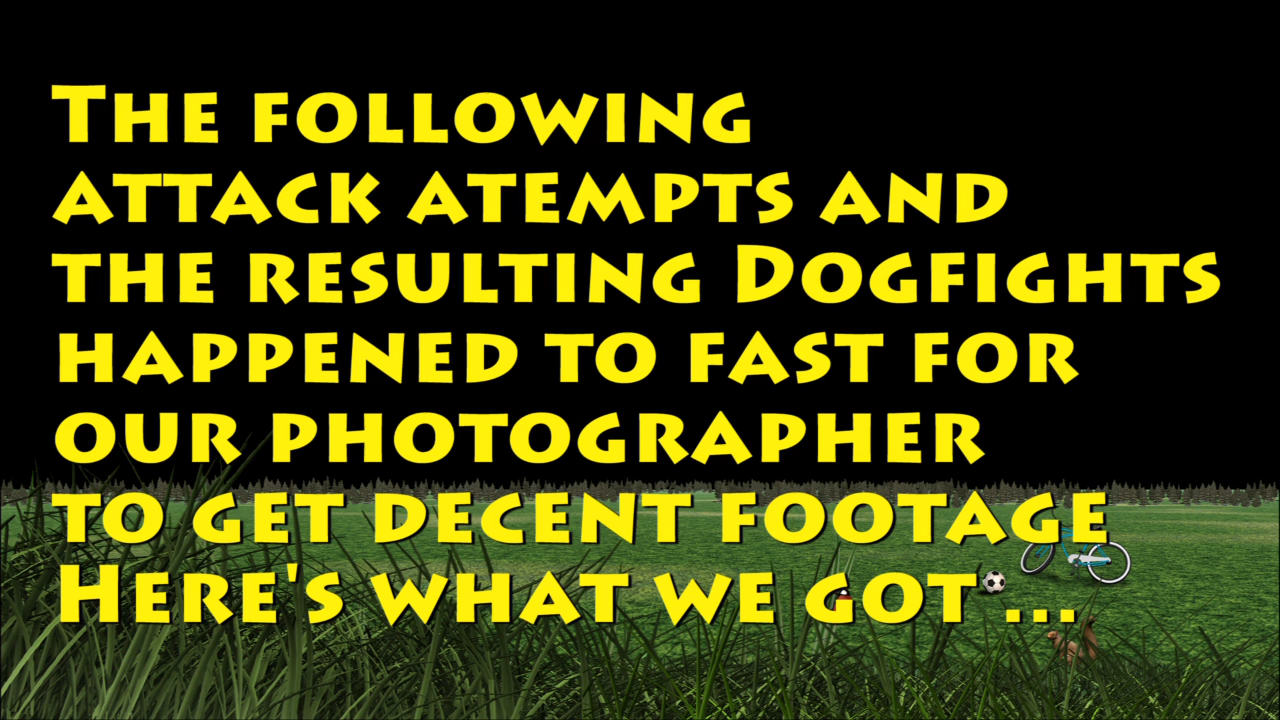 The following
attack atempts and
the resulting Dogfights
happened to fast for
our photographer
to get decent footage
Here's what we got ...